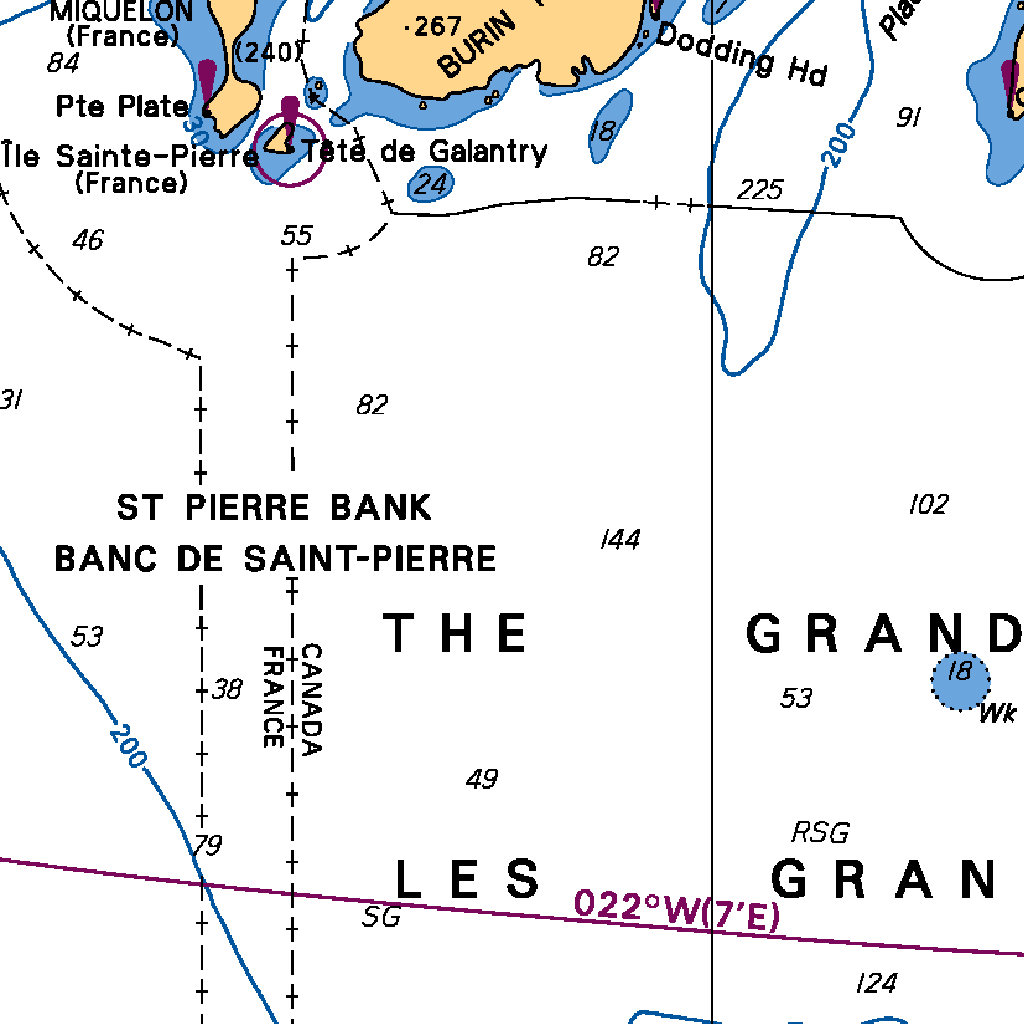 MIQUELON
(France)
84
(240)
267
BURIN
Dodding Hd
Pte Plate
30
18
91
200
Île Sainte-Pierre
(France)
Tête de Galantry
24
225
46
55
82
31
82
102
ST PIERRE BANK
144
BANC DE SAINT-PIERRE
53
THE GRAND
38
FRANCE
CANADA
53
18
Wk
200
49
79
RSG
LES GRAN
SG
022°W(7'E)
124